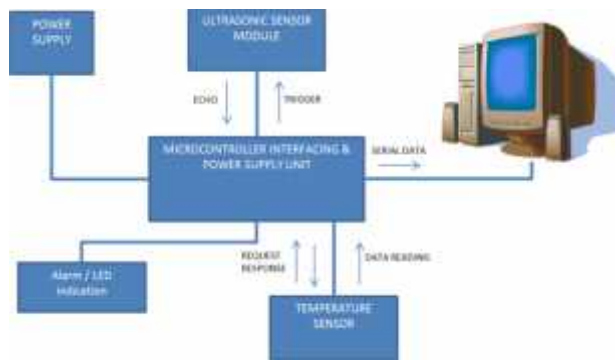 POWER
SUPPLY
ULTRASONIC SENSOR
MODULE
ECHO
TRIGGER
MICROCONTROLLER INTERFACING &
POWER SUPPLY UNIT
SERIAL DATA
Alarm / LED
indication
REQUEST
RESPONSE
DATA READING
TEMPERATURE
SENSOR